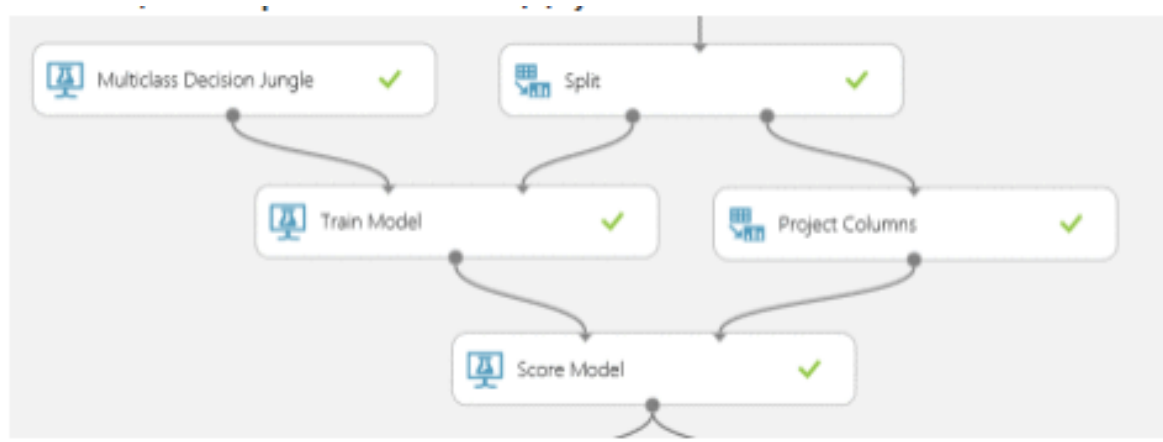 Multiclass Decision Jungle
Split
Train Model
Project Columns
Score Model